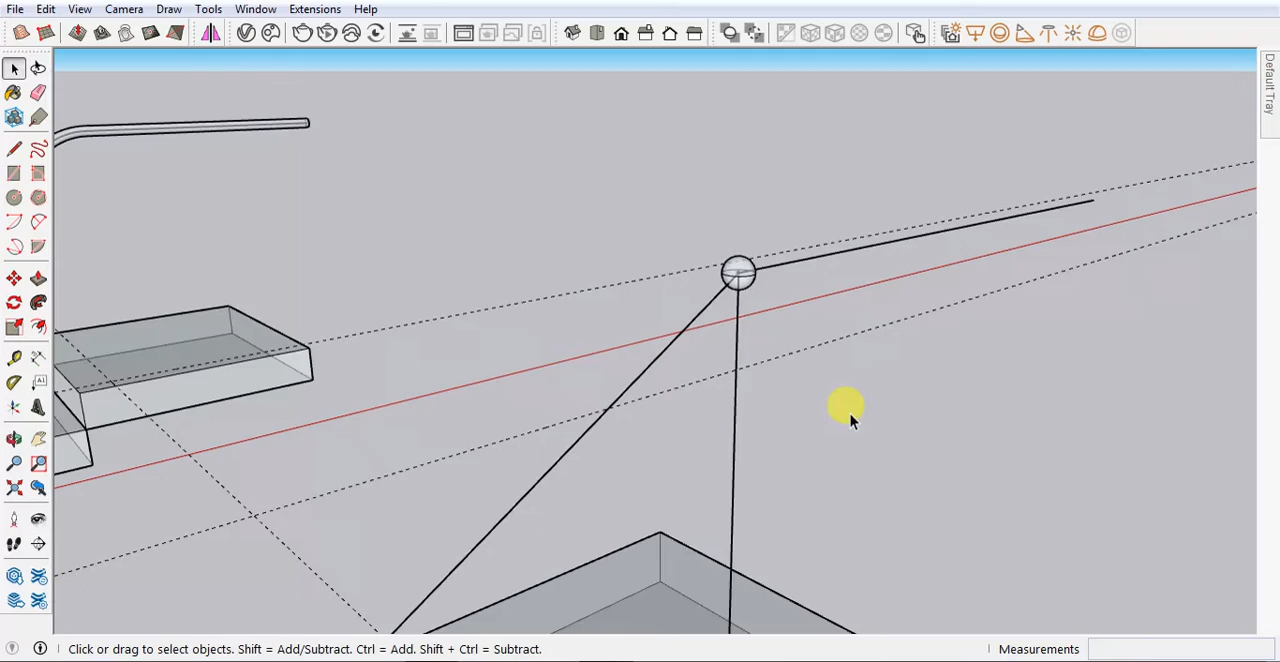 File Edit View Camera Draw Tools Window Extensions Help
Default Tray
A1
Click or drag to select objects. Shift = Add/Subtract. Ctrl = Add. Shift + Ctrl = Subtract.
Measurements